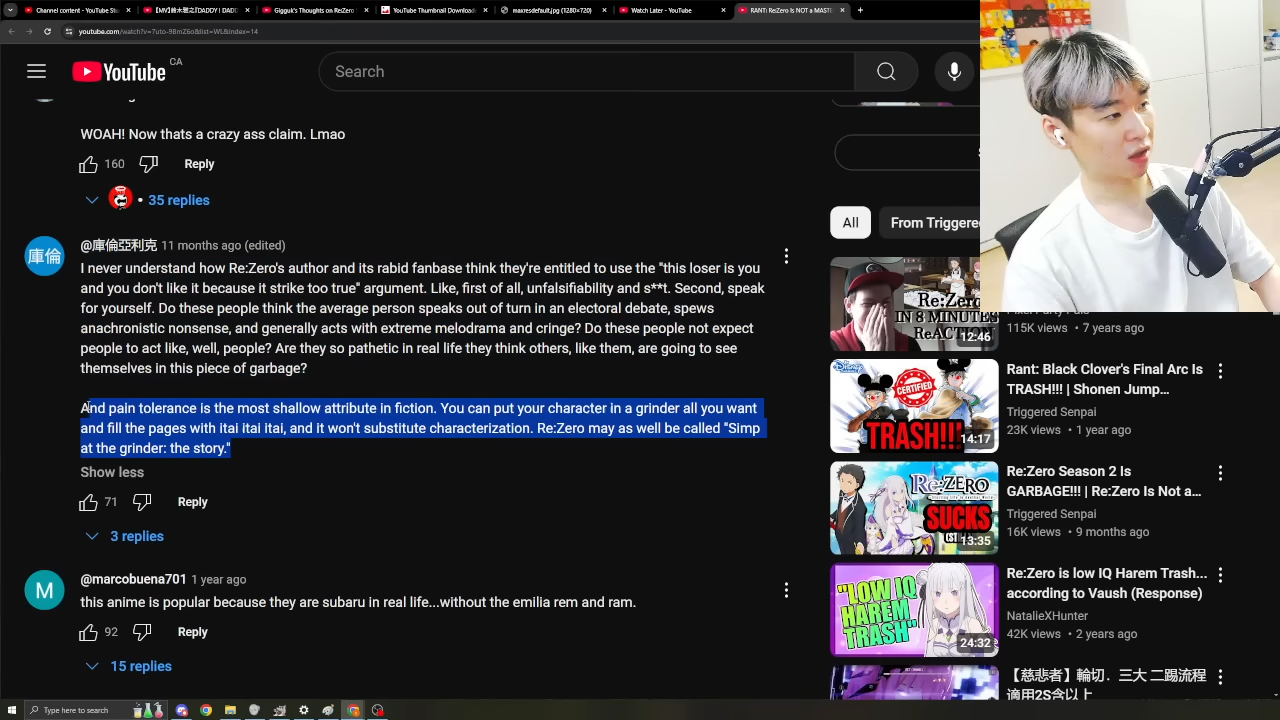 Channel content - YouTube Stu
【MV】鈴木雅之『DADDY ! DADD
Gigguk's Thoughts on Re:Zero
YouTube Thumbnail Download
maxresdefault.jpg (1280×720)
Watch Later - YouTube
RANT: Re:Zero IS NOT a MAST
youtube.com/watch?v=7uto-98mZ6o&list=WL&index=14
YouTube CA
Search
WOAH! Now thats a crazy ass claim. Lmao
160 Reply
35 replies
庫倫
@庫倫亞利克 11 months ago (edited)
I never understand how Re:Zero's author and its rabid fanbase think they're entitled to use the "this loser is you
and you don't like it because it strike too true" argument. Like, first of all, unfalsifiability and s**t. Second, speak
for yourself. Do these people think the average person speaks out of turn in an electoral debate, spews
anachronistic nonsense, and generally acts with extreme melodrama and cringe? Do these people not expect
people to act like, well, people? Are they so pathetic in real life they think others, like them, are going to see
themselves in this piece of garbage?
And pain tolerance is the most shallow attribute in fiction. You can put your character in a grinder all you want
and fill the pages with itai itai itai, and it won't substitute characterization. Re:Zero may as well be called "Simp
at the grinder: the story."
Show less
71 Reply
3 replies
M
@marcobuena701 1 year ago
this anime is popular because they are subaru in real life...without the emilia rem and ram.
92 Reply
15 replies
All
From Triggere
Re:Zero
IN 8 MINUTES
ReACTION
12:46
115K views • 7 years ago
Disney
CERTIFIED
TRASH!!!
14:17
Rant: Black Clover's Final Arc Is
TRASH!!! | Shonen Jump…
Triggered Senpai
23K views • 1 year ago
Re:ZERO
SUCKS
13:35
Re:Zero Season 2 Is
GARBAGE!!! | Re:Zero Is Not a…
Triggered Senpai
16K views • 9 months ago
"LOW IQ
HAREM
TRASH"
24:32
Re:Zero is low IQ Harem Trash...
according to Vaush (Response)
NatalieXHunter
42K views • 2 years ago
【慈悲者】輪切．三大 二踢流程
適用2S含以上
Type here to search